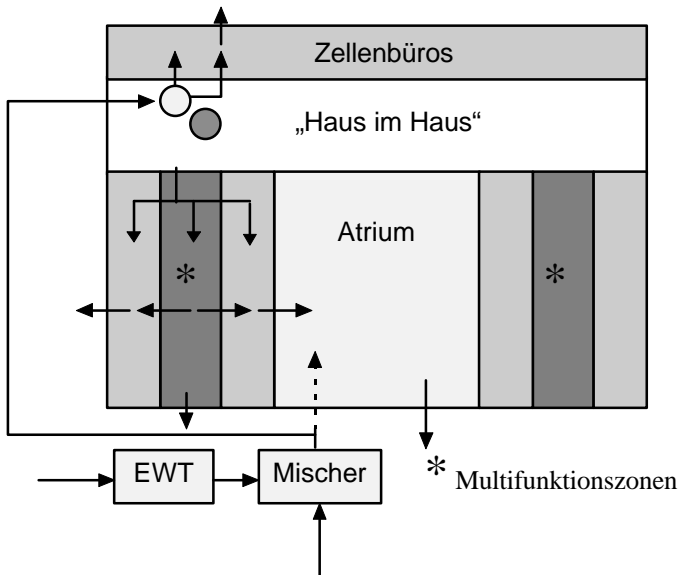 Zellenbüros
„Haus im Haus“
Atrium
*
*
EWT
Mischer
* Multifunktionszonen